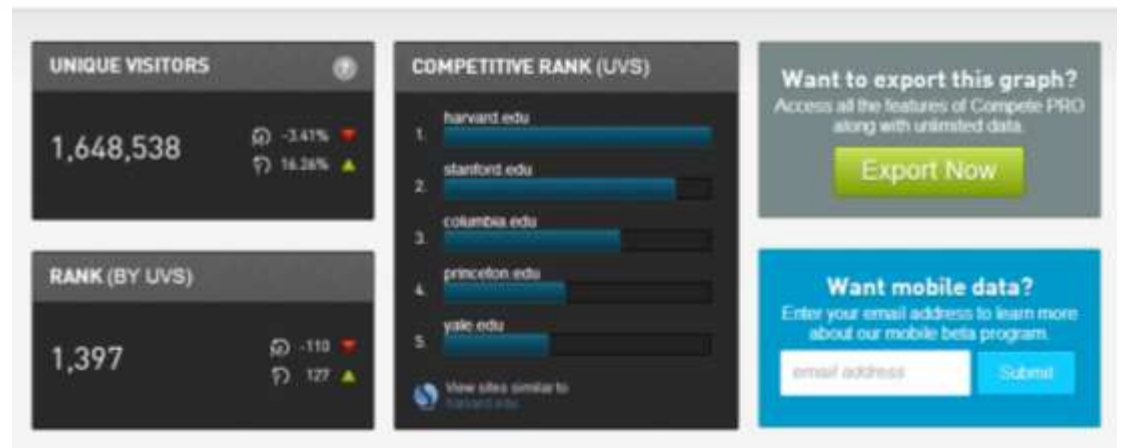 UNIQUE VISITORS
?
1,648,538
-3.41%
16.26%
RANK (BY UVS)
1,397
-110
127
COMPETITIVE RANK (UVS)
1. harvard.edu
2. stanford.edu
3. columbia.edu
4. princeton.edu
5. yale.edu
View sites similar to
harvard.edu
Want to export this graph?
Access all the features of Compete PRO
along with unlimited data.
Export Now
Want mobile data?
Enter your email address to learn more
about our mobile beta program.
email address
Submit